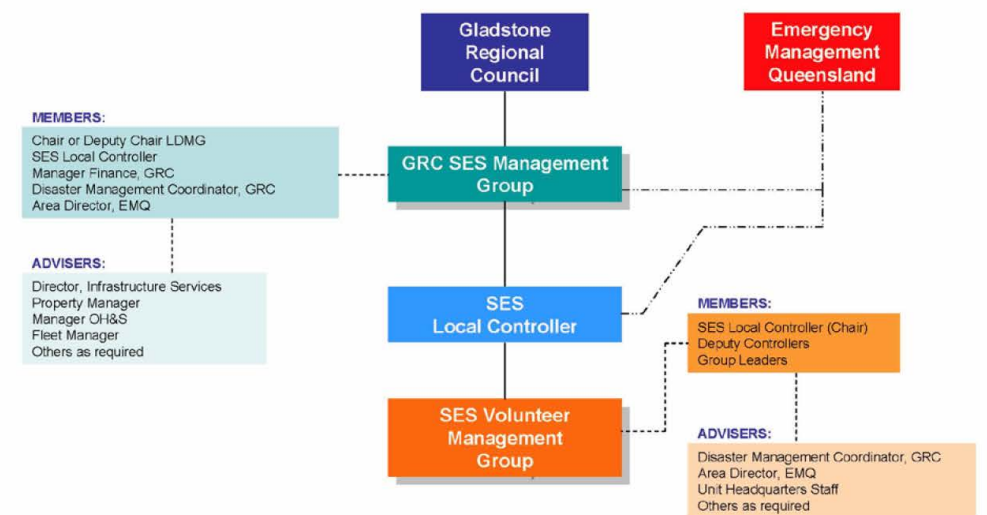 Gladstone
Regional
Council
Emergency
Management
Queensland
MEMBERS:
Chair or Deputy Chair LDMG
SES Local Controller
Manager Finance, GRC
Disaster Management Coordinator, GRC
Area Director, EMQ
GRC SES Management
Group
ADVISERS:
Director, Infrastructure Services
Property Manager
Manager OH&S
Fleet Manager
Others as required
SES
Local Controller
MEMBERS:
SES Local Controller (Chair)
Deputy Controllers
Group Leaders
SES Volunteer
Management
Group
ADVISERS:
Disaster Management Coordinator, GRC
Area Director, EMQ
Unit Headquarters Staff
Others as required